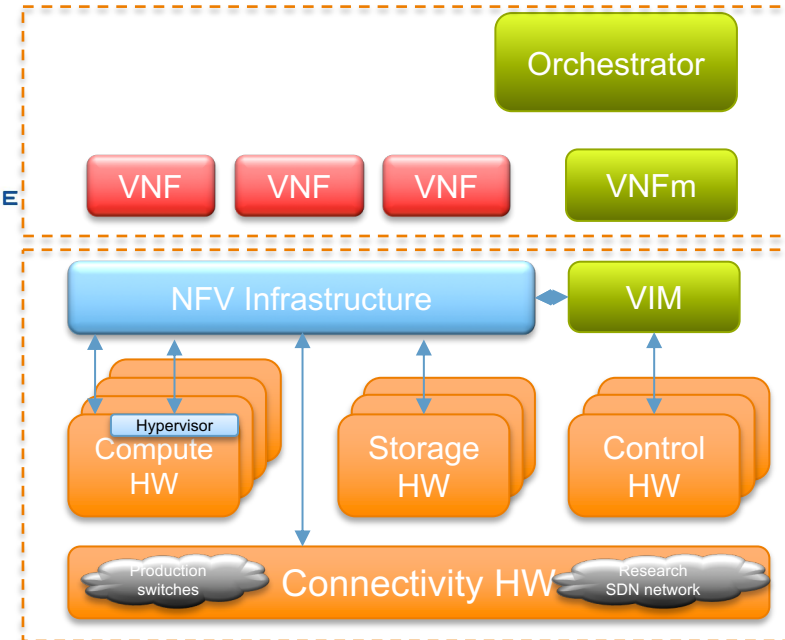 Orchestrator
VNF
VNF
VNF
VNFm
E
NFV Infrastructure
VIM
Hypervisor
Compute
HW
Storage
HW
Control
HW
Production
switches
Connectivity HW
Research
SDN network